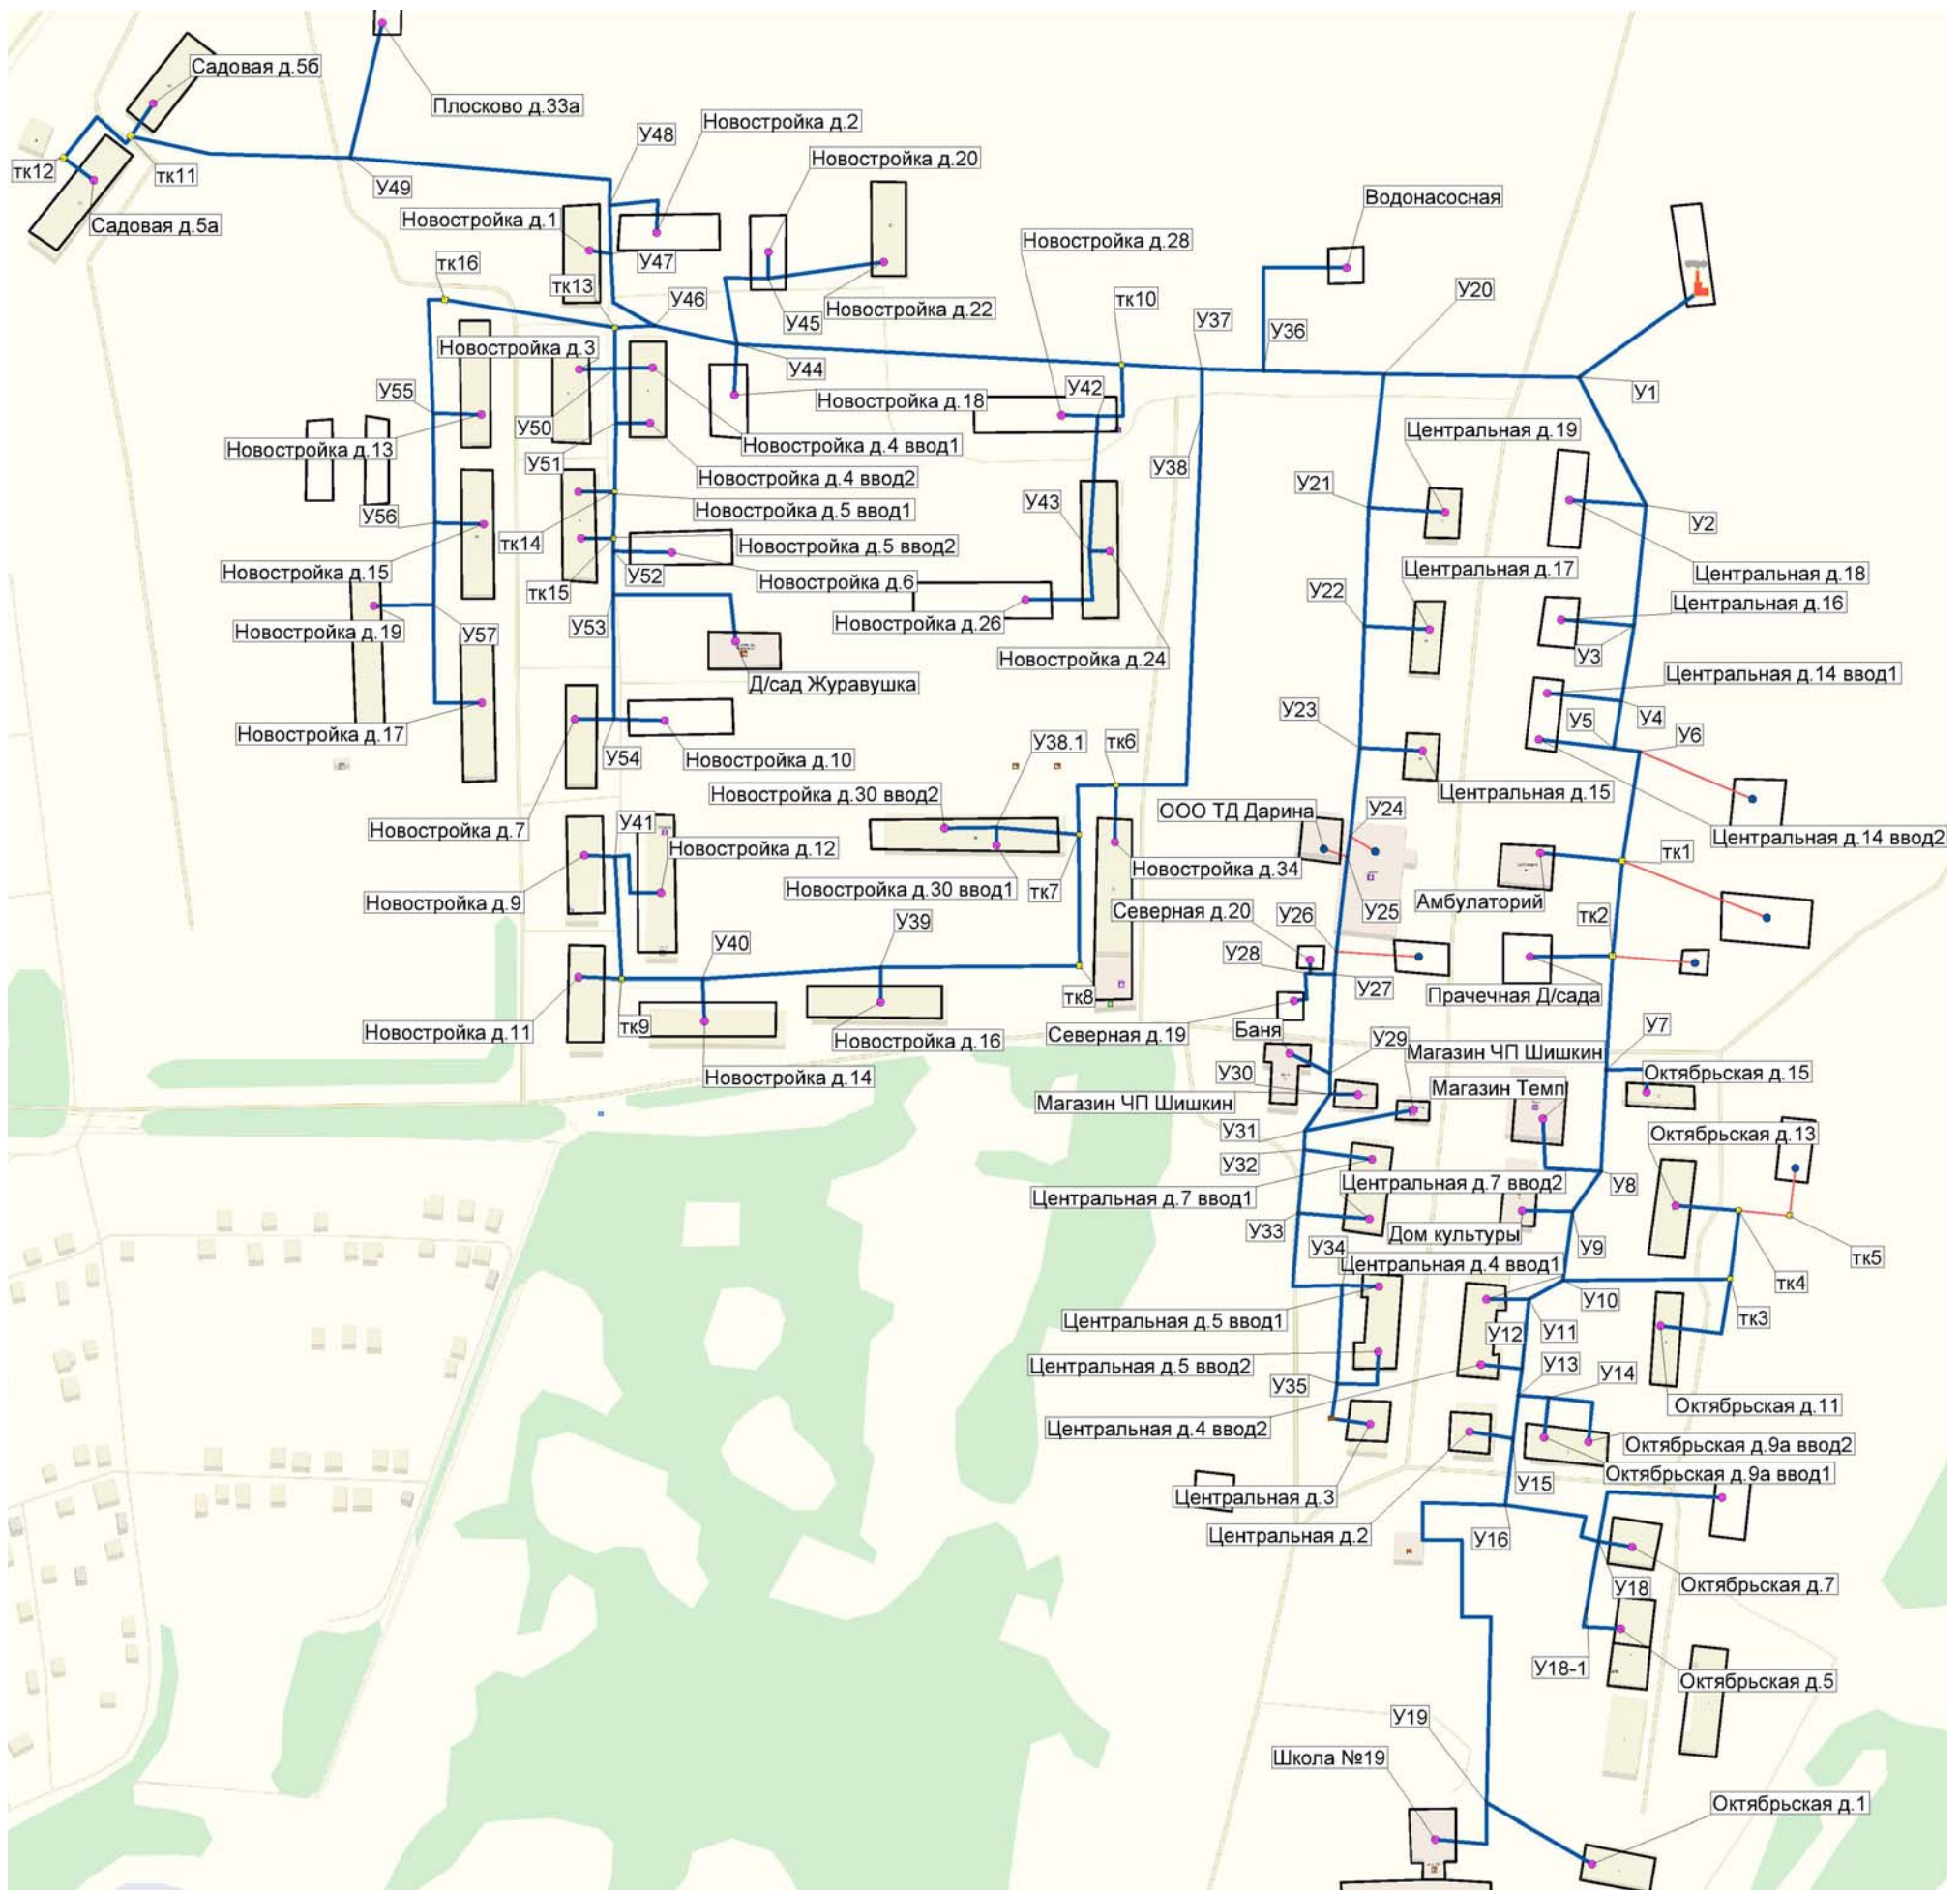 Садовая д.5б
Плосково д.33а
У48
Новостройка д.2
Новостройка д.20
тк12
тк11
У49
Водонасосная
Садовая д.5а
Новостройка д.1
У47
Новостройка д.28
тк16
тк13
У46
У20
тк10
Новостройка д.22
У45
У37
У36
Новостройка д.3
У44
У42
У1
У55
Новостройка д.18
Новостройка д.13
У50
Новостройка д.4 ввод1
Центральная д.19
У51
Новостройка д.4 ввод2
У38
У21
У43
Новостройка д.5 ввод1
У56
У2
тк14
Новостройка д.5 ввод2
Новостройка д.15
У52
Новостройка д.6
Центральная д.17
Центральная д.18
тк15
У22
Центральная д.16
Новостройка д.19
У57
У53
Новостройка д.26
Новостройка д.24
У3
Д/сад Журавушка
Центральная д.14 ввод1
Новостройка д.17
У23
У5
У4
У6
У54
Новостройка д.10
У38.1
тк6
Новостройка д.30 ввод2
Центральная д.15
ООО ТД Дарина
У24
Новостройка д.7
У41
Новостройка д.12
Центральная д.14 ввод2
тк1
Новостройка д.34
Новостройка д.30 ввод1
тк7
Новостройка д.9
Амбулаторий
Северная д.20
У26
У25
тк2
У39
У40
У28
У27
Прачечная Д/сада
тк8
Новостройка д.11
тк9
Новостройка д.16
Северная д.19
Баня
У29
У7
Магазин ЧП Шишкин
Новостройка д.14
У30
Октябрьская д.15
Магазин Темп
Магазин ЧП Шишкин
У31
Октябрьская д.13
У32
Центральная д.7 ввод2
У8
Центральная д.7 ввод1
У33
Дом культуры
У34
У9
Центральная д.4 ввод1
тк5
тк4
У10
тк3
Центральная д.5 ввод1
У12
У11
Центральная д.5 ввод2
У13
У14
У35
Октябрьская д.11
Центральная д.4 ввод2
Октябрьская д.9а ввод2
Октябрьская д.9а ввод1
У15
Центральная д.3
Центральная д.2
У16
У18
Октябрьская д.7
У18-1
Октябрьская д.5
У19
Школа №19
Октябрьская д.1